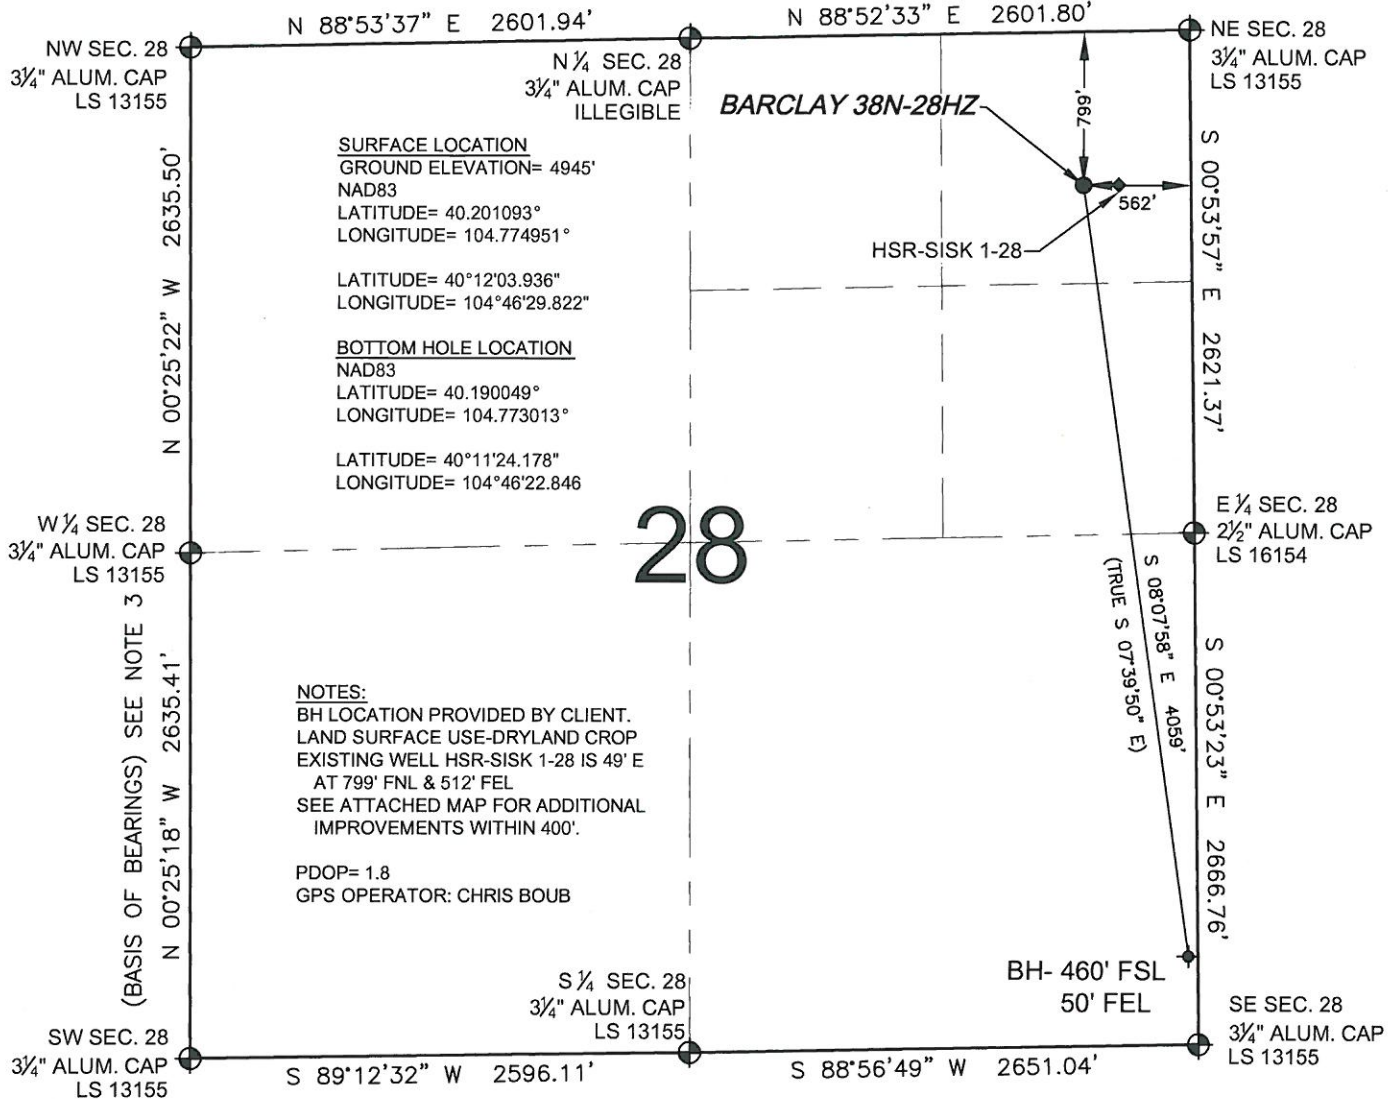 N 88°53'37" E 2601.94'
N 88°52'33" E 2601.80'
NW SEC. 28
3¼" ALUM. CAP
LS 13155
N ¼ SEC. 28
3¼" ALUM. CAP
ILLEGIBLE
NE SEC. 28
3¼" ALUM. CAP
LS 13155
BARCLAY 38N-28HZ
799'
562'
HSR-SISK 1-28
SURFACE LOCATION
GROUND ELEVATION= 4945'
NAD83
LATITUDE= 40.201093°
LONGITUDE= 104.774951°
LATITUDE= 40°12'03.936"
LONGITUDE= 104°46'29.822"
BOTTOM HOLE LOCATION
NAD83
LATITUDE= 40.190049°
LONGITUDE= 104.773013°
LATITUDE= 40°11'24.178"
LONGITUDE= 104°46'22.846
N 00°25'22" W 2635.50'
S 00°53'57" E 2621.37'
W ¼ SEC. 28
3¼" ALUM. CAP
LS 13155
28
E ¼ SEC. 28
2½" ALUM. CAP
LS 16154
S 08°07'58" E 4059'
(TRUE S 07°39'50" E)
(BASIS OF BEARINGS) SEE NOTE 3
N 00°25'18" W 2635.41'
S 00°53'23" E 2666.76'
NOTES:
BH LOCATION PROVIDED BY CLIENT.
LAND SURFACE USE-DRYLAND CROP
EXISTING WELL HSR-SISK 1-28 IS 49' E
AT 799' FNL & 512' FEL
SEE ATTACHED MAP FOR ADDITIONAL
IMPROVEMENTS WITHIN 400'.
PDOP= 1.8
GPS OPERATOR: CHRIS BOUB
BH- 460' FSL
50' FEL
SW SEC. 28
3¼" ALUM. CAP
LS 13155
S ¼ SEC. 28
3¼" ALUM. CAP
LS 13155
SE SEC. 28
3¼" ALUM. CAP
LS 13155
S 89°12'32" W 2596.11'
S 88°56'49" W 2651.04'